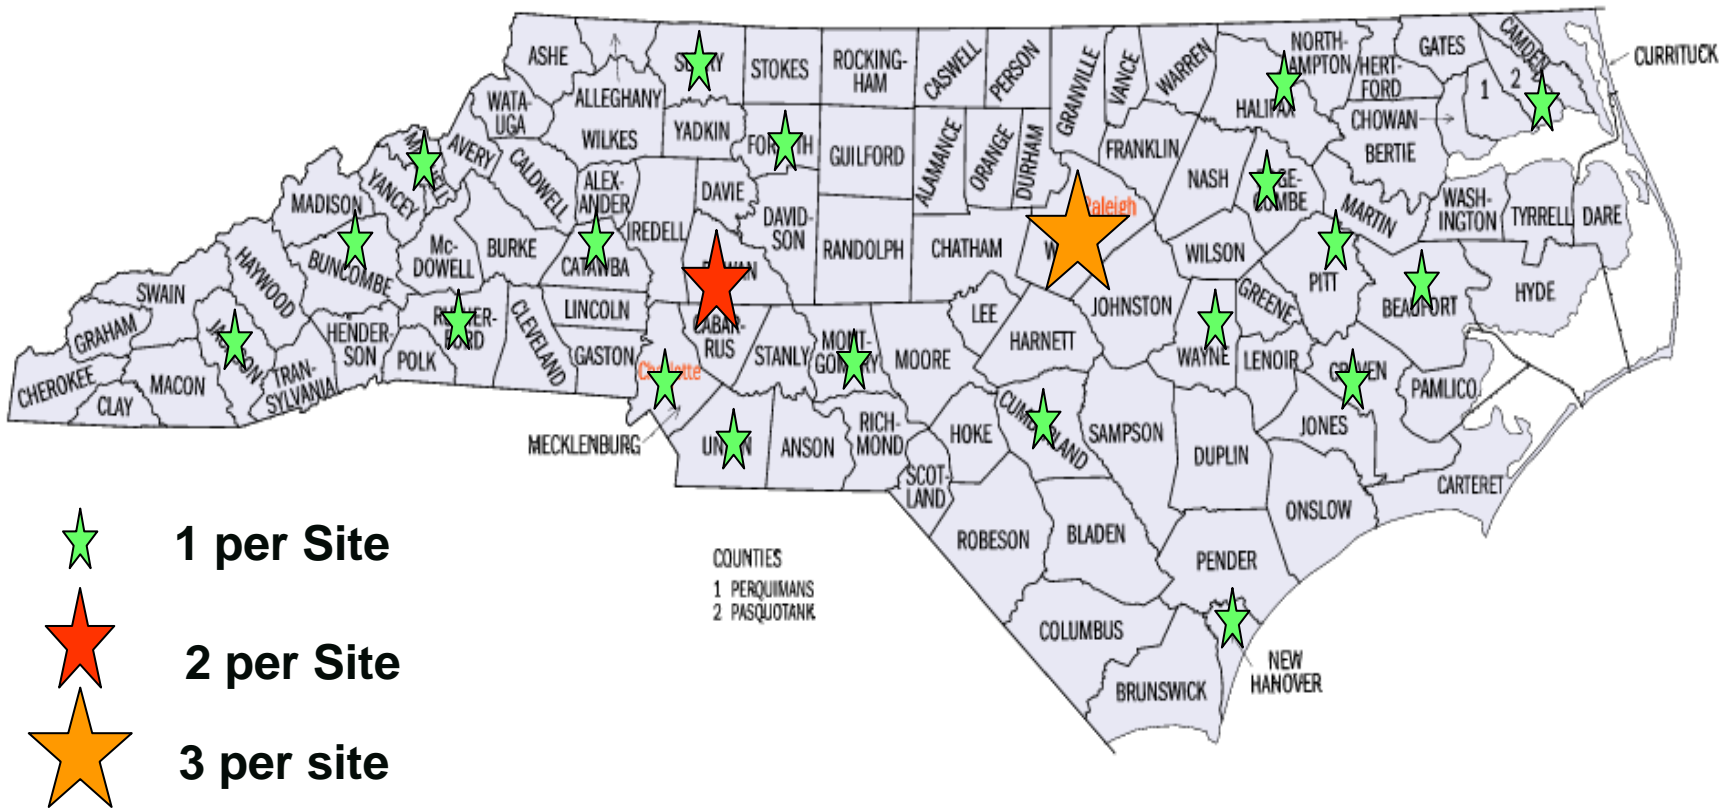 ASHE
ALLEGHANY
STOKES
ROCKING-
HAM
CASWELL
PERSON
GRANVILLE
VANCE
WARREN
NORTH-
AMPTON
HERT-
FORD
GATES
CAMDEN
CURRITUCK
1
2
HALIFAX
CHOWAN
BERTIE
WATA-
UGA
WILKES
YADKIN
GUILFORD
ALAMANCE
ORANGE
DURHAM
FRANKLIN
NASH
MARTIN
WASH-
INGTON
TYRRELL
DARE
AVERY
CALDWELL
ALEX-
ANDER
IREDELL
DAVIE
DAVID-
SON
RANDOLPH
CHATHAM
Raleigh
WILSON
PITT
BEAUFORT
HYDE
MADISON
YANCEY
BUNCOMBE
Mc-
DOWELL
BURKE
CATAWBA
HAYWOOD
SWAIN
GRAHAM
CHEROKEE
CLAY
MACON
TRAN-
SYLVANIA
HENDER-
SON
POLK
CLEVELAND
LINCOLN
GASTON
CABAR-
RUS
STANLY
MOORE
LEE
HARNETT
JOHNSTON
GREENE
WAYNE
LENOIR
JONES
PAMLICO
CARTERET
MECKLENBURG
ANSON
RICH-
MOND
SCOT-
LAND
HOKE
CUMBERLAND
SAMPSON
DUPLIN
ONSLOW
ROBESON
BLADEN
PENDER
COLUMBUS
BRUNSWICK
NEW
HANOVER
COUNTIES
1 PERQUIMANS
2 PASQUOTANK
1 per Site
2 per Site
3 per site